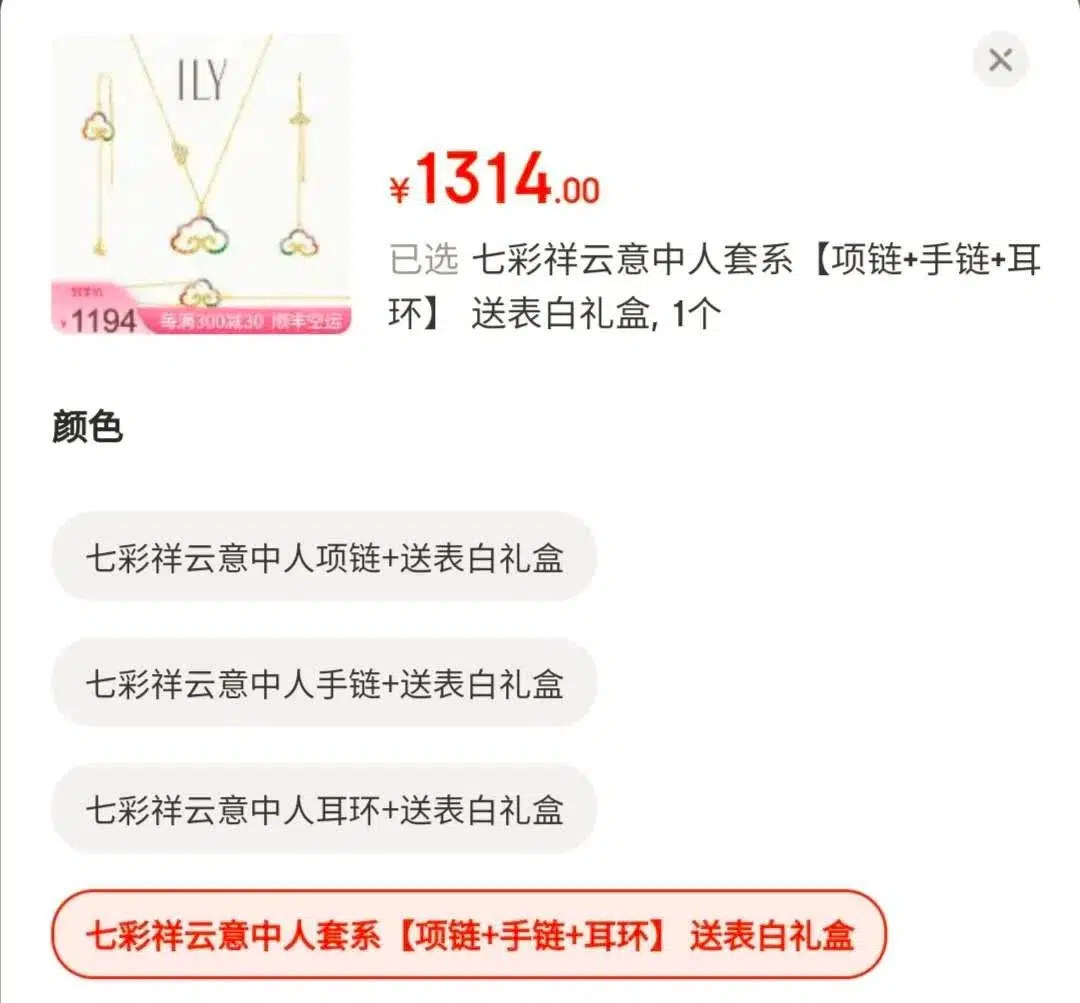 ILY
¥1314.00
已选 七彩祥云意中人套系【项链+手链+耳
环】 送表白礼盒, 1个
到手价
¥1194 每满300减30 顺丰空运
颜色
七彩祥云意中人项链+送表白礼盒
七彩祥云意中人手链+送表白礼盒
七彩祥云意中人耳环+送表白礼盒
七彩祥云意中人套系【项链+手链+耳环】 送表白礼盒